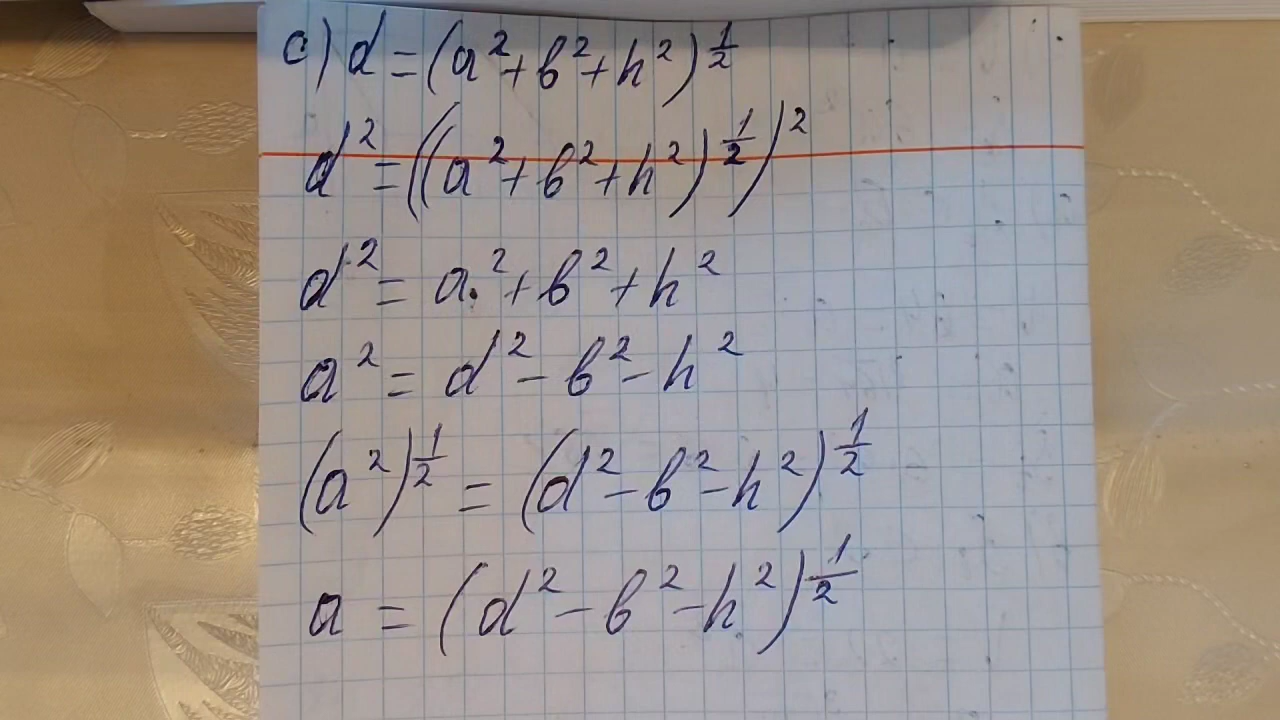 c) d = (a² + b² + h²)^½
d² = ((a² + b² + h²)^½)²
d² = a² + b² + h²
a² = d² - b² - h²
(a²)^½ = (d² - b² - h²)^½
a = (d² - b² - h²)^½